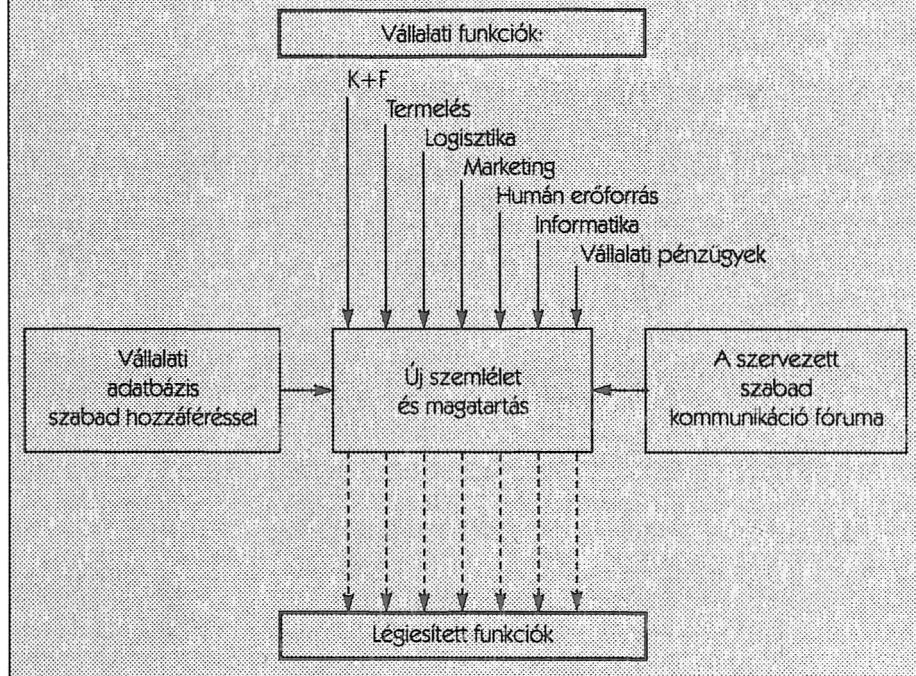 Vállalati funkciók:
K+F
Termelés
Logisztika
Marketing
Humán erőforrás
Informatika
Vállalati pénzügyek
Vállalati
adatbázis
szabad hozzáféréssel
Új szemlélet
és magatartás
A szervezett
szabad
kommunikáció fóruma
Légiesített funkciók